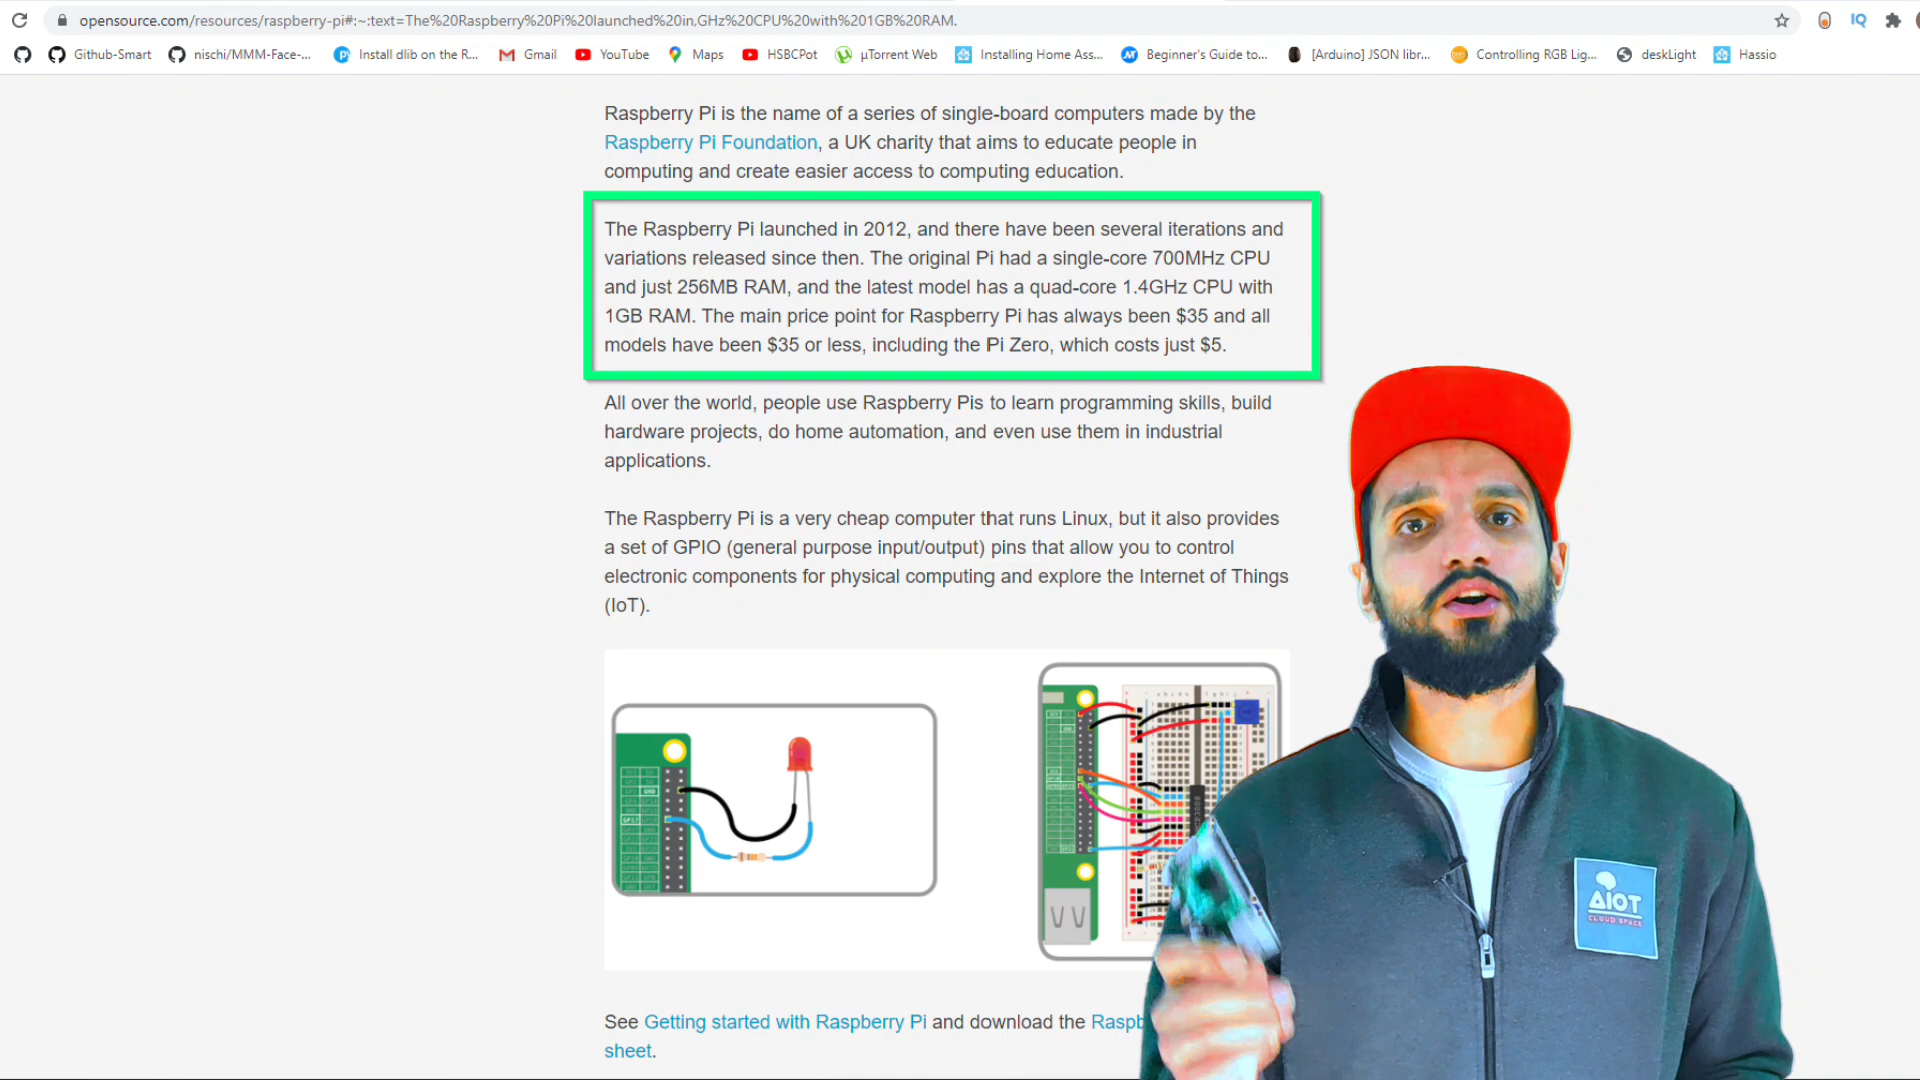 opensource.com/resources/raspberry-pi#:~:text=The%20Raspberry%20Pi%20launched%20in,GHz%20CPU%20with%201GB%20RAM.
IQ
Github-Smart nischi/MMM-Face-... Install dlib on the R... Gmail YouTube Maps HSBCPot µTorrent Web Installing Home Ass... Beginner's Guide to... [Arduino] JSON libr... Controlling RGB Lig... deskLight Hassio
Raspberry Pi is the name of a series of single-board computers made by the
Raspberry Pi Foundation, a UK charity that aims to educate people in
computing and create easier access to computing education.
The Raspberry Pi launched in 2012, and there have been several iterations and
variations released since then. The original Pi had a single-core 700MHz CPU
and just 256MB RAM, and the latest model has a quad-core 1.4GHz CPU with
1GB RAM. The main price point for Raspberry Pi has always been $35 and all
models have been $35 or less, including the Pi Zero, which costs just $5.
All over the world, people use Raspberry Pis to learn programming skills, build
hardware projects, do home automation, and even use them in industrial
applications.
The Raspberry Pi is a very cheap computer that runs Linux, but it also provides
a set of GPIO (general purpose input/output) pins that allow you to control
electronic components for physical computing and explore the Internet of Things
(IoT).
GND
GP17
AIOT
CLOUD SPACE
See Getting started with Raspberry Pi and download the Raspb
sheet.